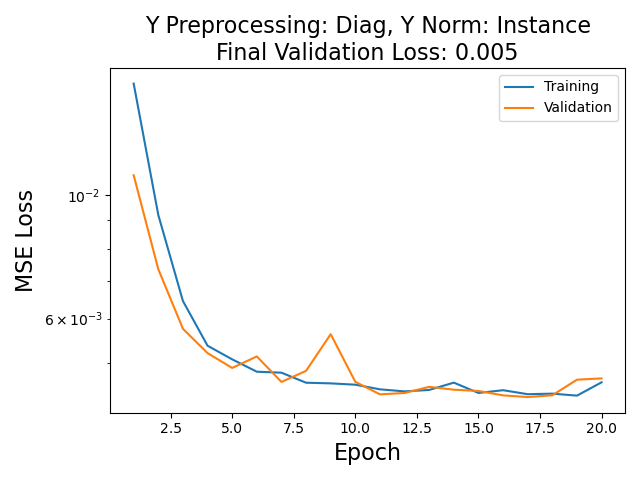 Y Preprocessing: Diag, Y Norm: Instance
Final Validation Loss: 0.005
Training
Validation
MSE Loss
10⁻²
6 × 10⁻³
2.5 5.0 7.5 10.0 12.5 15.0 17.5 20.0
Epoch